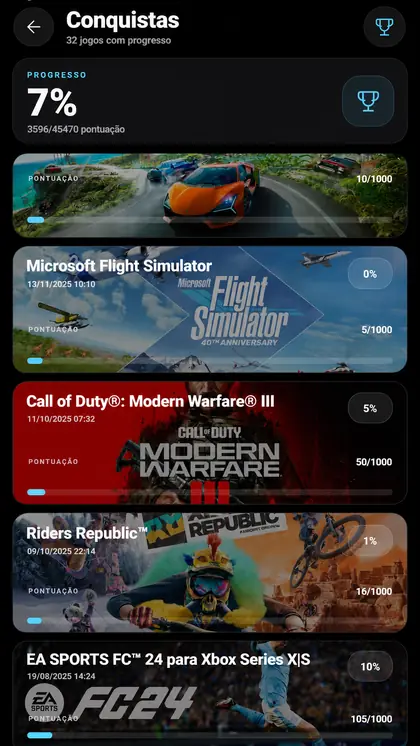 Conquistas
32 jogos com progresso
PROGRESSO
7%
3596/45470 pontuação
PONTUAÇÃO
10/1000
Microsoft Flight Simulator
0%
13/11/2025 10:10
Microsoft
Flight
Simulator
40TH ANNIVERSARY
PONTUAÇÃO
5/1000
Call of Duty®: Modern Warfare® III
5%
11/10/2025 07:32
CALL OF DUTY
MODERN
WARFARE
III
PONTUAÇÃO
50/1000
REPUBLIC
Riders Republic™
1%
09/10/2025 22:14
PONTUAÇÃO
16/1000
EA SPORTS FC™ 24 para Xbox Series X|S
10%
19/08/2025 14:24
EA
SPORTS
FC24
PONTUAÇÃO
105/1000